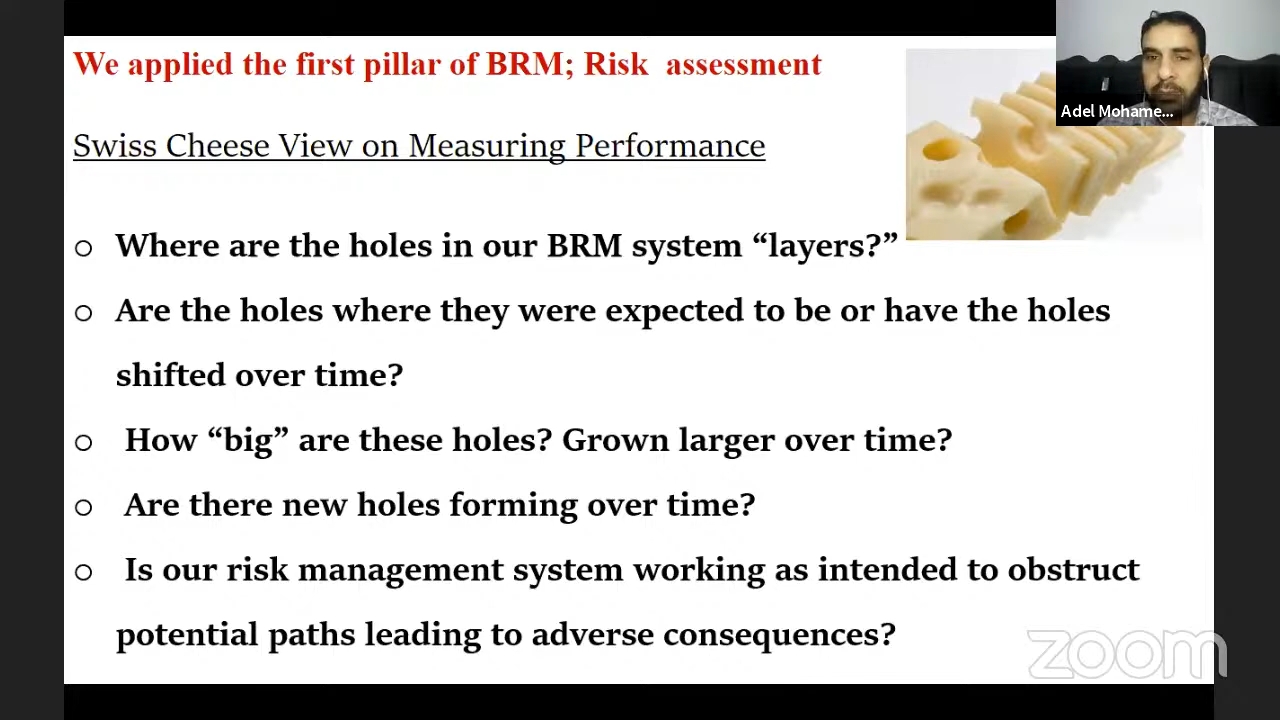 We applied the first pillar of BRM; Risk assessment
Adel Mohame...
Swiss Cheese View on Measuring Performance
o Where are the holes in our BRM system “layers?”
o Are the holes where they were expected to be or have the holes
shifted over time?
o How “big” are these holes? Grown larger over time?
o Are there new holes forming over time?
o Is our risk management system working as intended to obstruct
potential paths leading to adverse consequences?
zoom